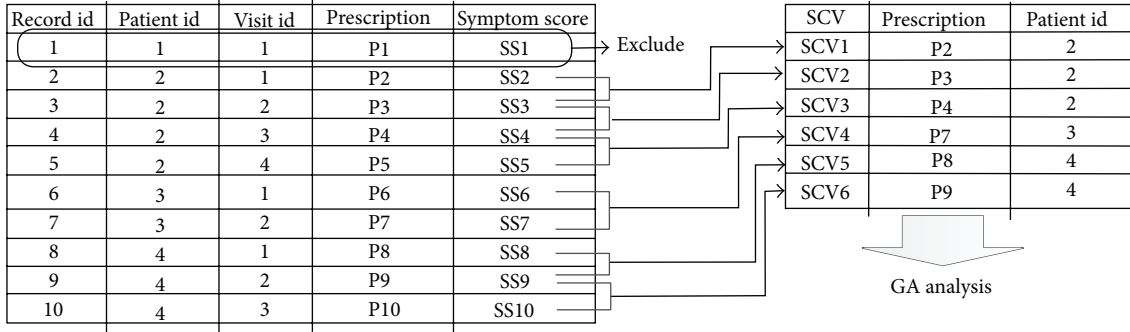 Record id Patient id Visit id Prescription Symptom score
1 1 1 P1 SS1
2 2 1 P2 SS2
3 2 2 P3 SS3
4 2 3 P4 SS4
5 2 4 P5 SS5
6 3 1 P6 SS6
7 3 2 P7 SS7
8 4 1 P8 SS8
9 4 2 P9 SS9
10 4 3 P10 SS10
Exclude
SCV Prescription Patient id
SCV1 P2 2
SCV2 P3 2
SCV3 P4 2
SCV4 P7 3
SCV5 P8 4
SCV6 P9 4
GA analysis